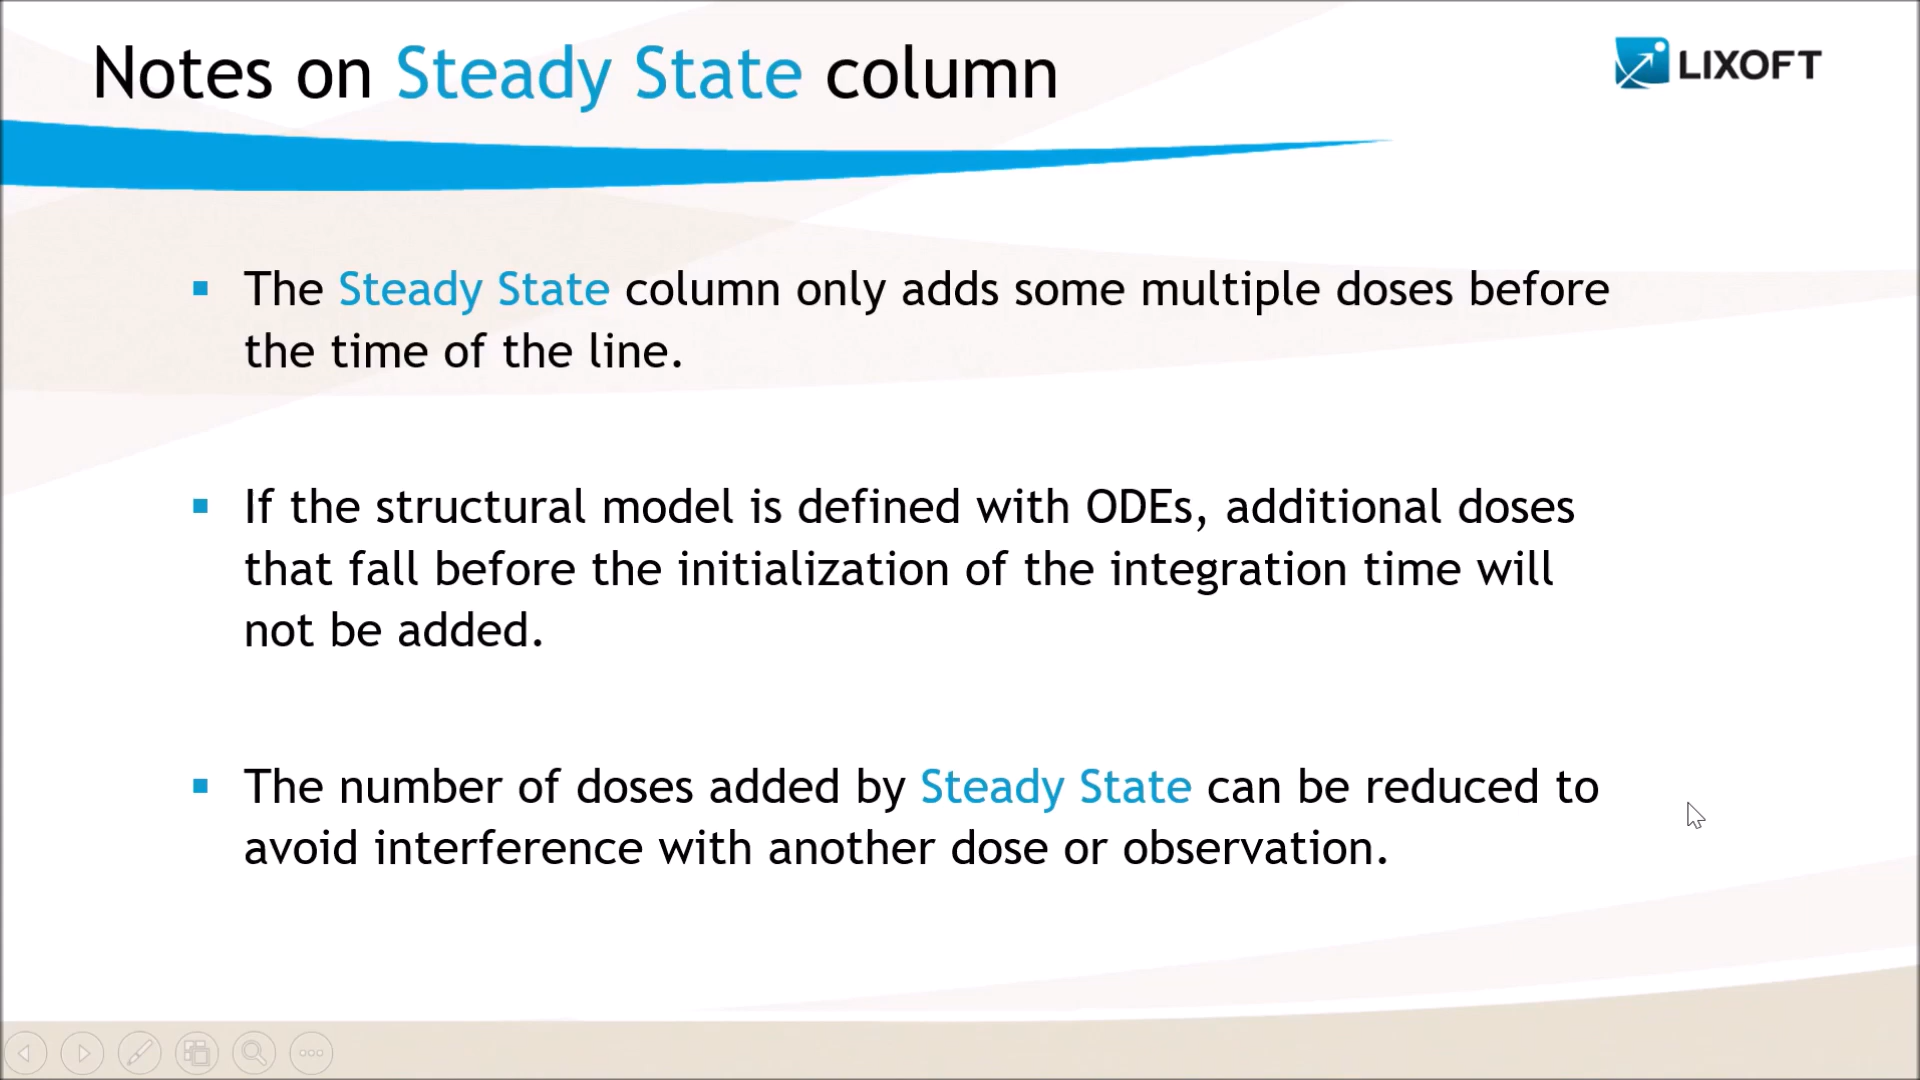 Notes on Steady State column
LIXOFT
The Steady State column only adds some multiple doses before
the time of the line.
If the structural model is defined with ODEs, additional doses
that fall before the initialization of the integration time will
not be added.
The number of doses added by Steady State can be reduced to
avoid interference with another dose or observation.